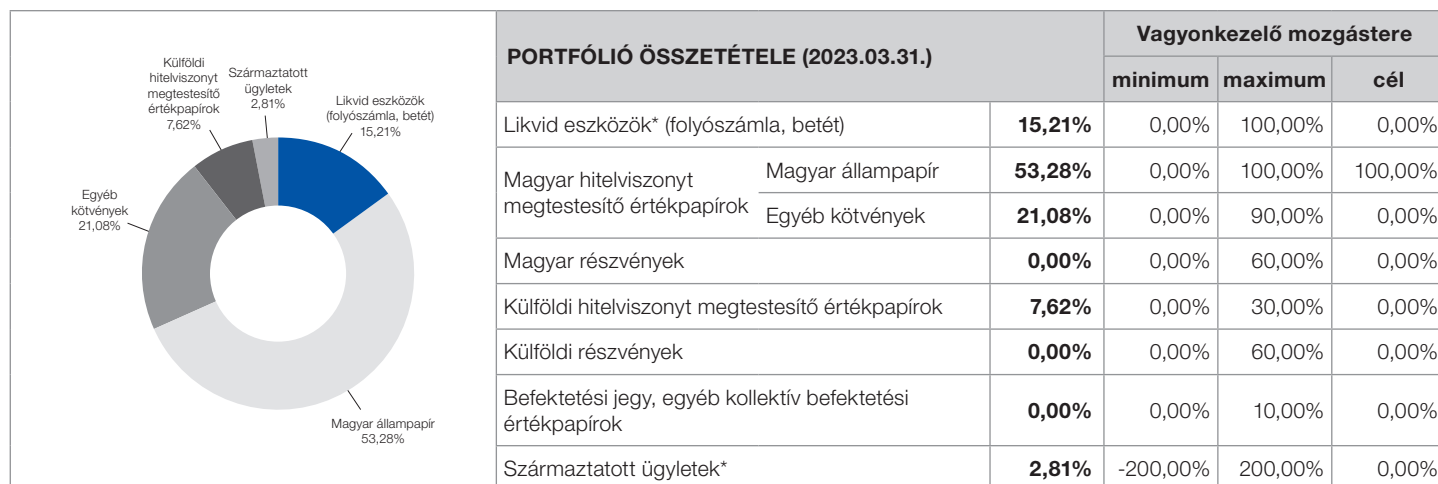 Külföldi
hitelviszonyt
megtestesítő
értékpapírok
7,62%
Származtatott
ügyletek
2,81%
Likvid eszközök
(folyószámla, betét)
15,21%
Egyéb
kötvények
21,08%
Magyar állampapír
53,28%
PORTFÓLIÓ ÖSSZETÉTELE (2023.03.31.)
Vagyonkezelő mozgástere
minimum maximum cél
Likvid eszközök* (folyószámla, betét) 15,21% 0,00% 100,00% 0,00%
Magyar hitelviszonyt
megtestesítő értékpapírok
Magyar állampapír 53,28% 0,00% 100,00% 100,00%
Egyéb kötvények 21,08% 0,00% 90,00% 0,00%
Magyar részvények 0,00% 0,00% 60,00% 0,00%
Külföldi hitelviszonyt megtestesítő értékpapírok 7,62% 0,00% 30,00% 0,00%
Külföldi részvények 0,00% 0,00% 60,00% 0,00%
Befektetési jegy, egyéb kollektív befektetési
értékpapírok 0,00% 0,00% 10,00% 0,00%
Származtatott ügyletek* 2,81% -200,00% 200,00% 0,00%